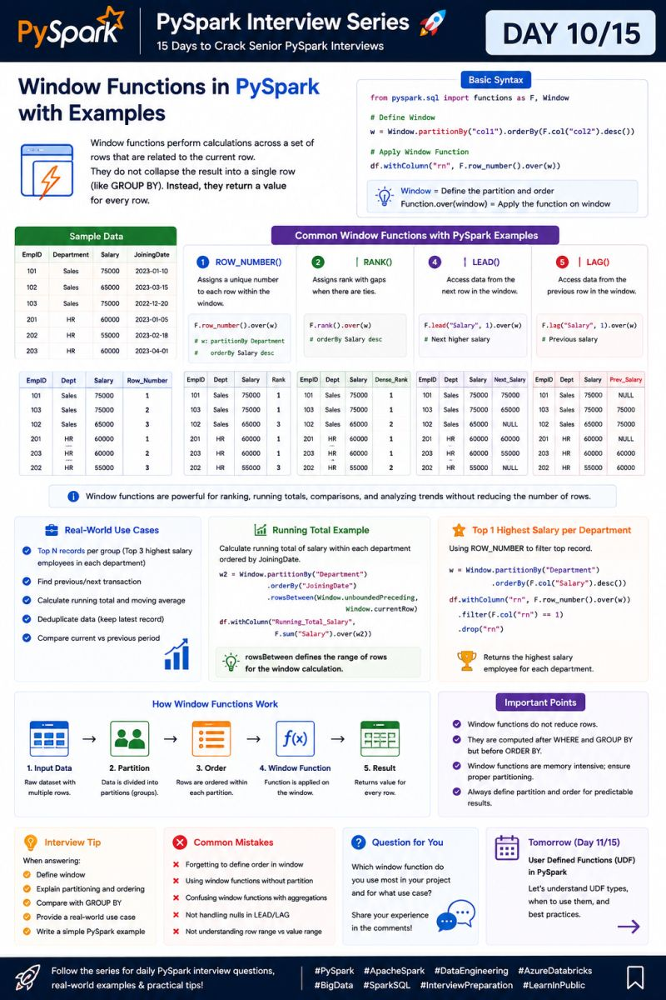 PySpark
PySpark Interview Series
15 Days to Crack Senior PySpark Interviews
DAY 10/15
Window Functions in PySpark
with Examples
Window functions perform calculations across a set of
rows that are related to the current row.
They do not collapse the result into a single row
(like GROUP BY). Instead, they return a value
for every row.
Basic Syntax
from pyspark.sql import functions as F, Window
# Define Window
w = Window.partitionBy("col1").orderBy(F.col("col2").desc())
# Apply Window Function
df.withColumn("rn", F.row_number().over(w))
Window = Define the partition and order
Function.over(window) = Apply the function on window
Sample Data
EmpID Department Salary JoiningDate
101 Sales 75000 2023-01-10
102 Sales 65000 2023-03-15
103 Sales 75000 2022-12-20
201 HR 60000 2023-01-05
202 HR 55000 2023-02-18
203 HR 60000 2023-04-01
Common Window Functions with PySpark Examples
1 ROW_NUMBER()
Assigns a unique number
to each row within the
window.
F.row_number().over(w)
# w: partitionBy Department
# orderBy Salary desc
2 | RANK()
Assigns rank with gaps
when there are ties.
F.rank().over(w)
# orderBy Salary desc
4 | LEAD()
Access data from the
next row in the window.
F.lead("Salary", 1).over(w)
# Next higher salary
5 | LAG()
Access data from the
previous row in the window.
F.lag("Salary", 1).over(w)
# Previous salary
EmpID Dept Salary Row_Number
101 Sales 75000 1
103 Sales 75000 2
102 Sales 65000 3
201 HR 60000 1
203 HR 60000 2
202 HR 55000 3
EmpID Dept Salary Rank
101 Sales 75000 1
103 Sales 75000 1
102 Sales 65000 3
201 HR 60000 1
203 HR 60000 1
202 HR 55000 3
EmpID Dept Salary Dense_Rank
101 Sales 75000 1
103 Sales 75000 1
102 Sales 65000 2
201 HR 60000 1
203 HR 60000 1
202 HR 55000 2
EmpID Dept Salary Next_Salary
101 Sales 75000 75000
103 Sales 75000 65000
102 Sales 65000 NULL
201 HR 60000 60000
203 HR 60000 55000
202 HR 55000 NULL
EmpID Dept Salary Prev_Salary
101 Sales 75000 NULL
103 Sales 75000 75000
102 Sales 65000 75000
201 HR 60000 NULL
203 HR 60000 60000
202 HR 55000 60000
Window functions are powerful for ranking, running totals, comparisons, and analyzing trends without reducing the number of rows.
Real-World Use Cases
Top N records per group (Top 3 highest salary
employees in each department)
Find previous/next transaction
Calculate running total and moving average
Deduplicate data (keep latest record)
Compare current vs previous period
Running Total Example
Calculate running total of salary within each department
ordered by JoiningDate.
w2 = Window.partitionBy("Department")
.orderBy("JoiningDate")
.rowsBetween(Window.unboundedPreceding,
Window.currentRow)
df.withColumn("Running_Total_Salary",
F.sum("Salary").over(w2))
rowsBetween defines the range of rows
for the window calculation.
Top 1 Highest Salary per Department
Using ROW_NUMBER to filter top record.
w = Window.partitionBy("Department")
.orderBy(F.col("Salary").desc())
df.withColumn("rn", F.row_number().over(w))
.filter(F.col("rn") == 1)
.drop("rn")
Returns the highest salary
employee for each department.
How Window Functions Work
1. Input Data
Raw dataset with
multiple rows.
2. Partition
Data is divided into
partitions (groups).
3. Order
Rows are ordered within
each partition.
f(x)
4. Window Function
Function is applied on
the window.
5. Result
Returns value for
every row.
Important Points
Window functions do not reduce rows.
They are computed after WHERE and GROUP BY
but before ORDER BY.
Window functions are memory intensive; ensure
proper partitioning.
Always define partition and order for predictable
results.
Interview Tip
When answering:
Define window
Explain partitioning and ordering
Compare with GROUP BY
Provide a real-world use case
Write a simple PySpark example
Common Mistakes
Forgetting to define order in window
Using window functions without partition
Confusing window functions with aggregations
Not handling nulls in LEAD/LAG
Not understanding row range vs value range
Question for You
Which window function do
you use most in your project
and for what use case?
Share your experience
in the comments!
Tomorrow (Day 11/15)
User Defined Functions (UDF)
in PySpark
Let's understand UDF types,
when to use them, and
best practices.
Follow the series for daily PySpark interview questions,
real-world examples & practical tips!
#PySpark #ApacheSpark #DataEngineering #AzureDatabricks
#BigData #SparkSQL #InterviewPreparation #LearnInPublic